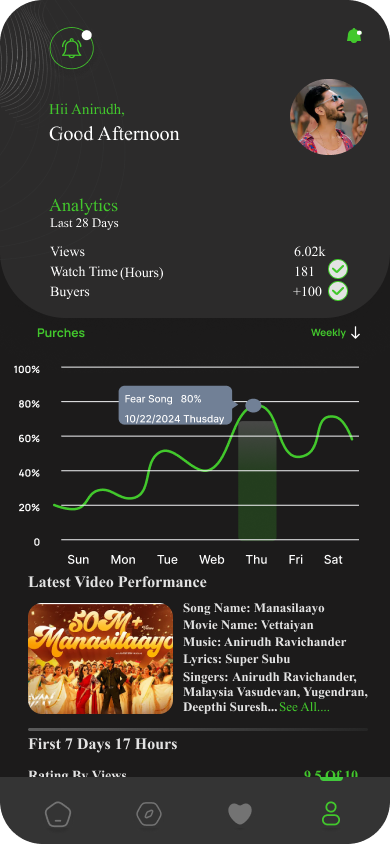 Hii Anirudh,
Good Afternoon
Analytics
Last 28 Days
Views 6.02k
Watch Time (Hours) 181
Buyers +100
Purches Weekly
100%
80%
60%
40%
20%
0
Fear Song 80%
10/22/2024 Thusday
Sun Mon Tue Web Thu Fri Sat
Latest Video Performance
50M+
Manasilaayo
Song Name: Manasilaayo
Movie Name: Vettaiyan
Music: Anirudh Ravichander
Lyrics: Super Subu
Singers: Anirudh Ravichander,
Malaysia Vasudevan, Yugendran,
Deepthi Suresh... See All....
First 7 Days 17 Hours
Rating By Views 9.5 Of 10